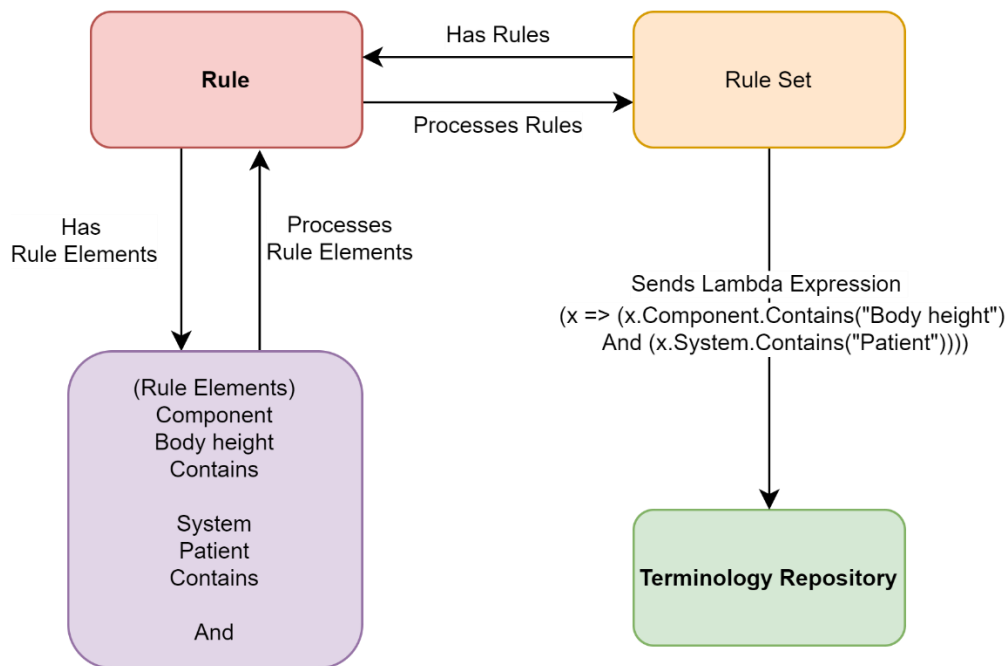 Has Rules
Rule
Rule Set
Processes Rules
Has
Rule Elements
Processes
Rule Elements
Sends Lambda Expression
(x => (x.Component.Contains("Body height")
And (x.System.Contains("Patient"))))
(Rule Elements)
Component
Body height
Contains
System
Patient
Contains
And
Terminology Repository